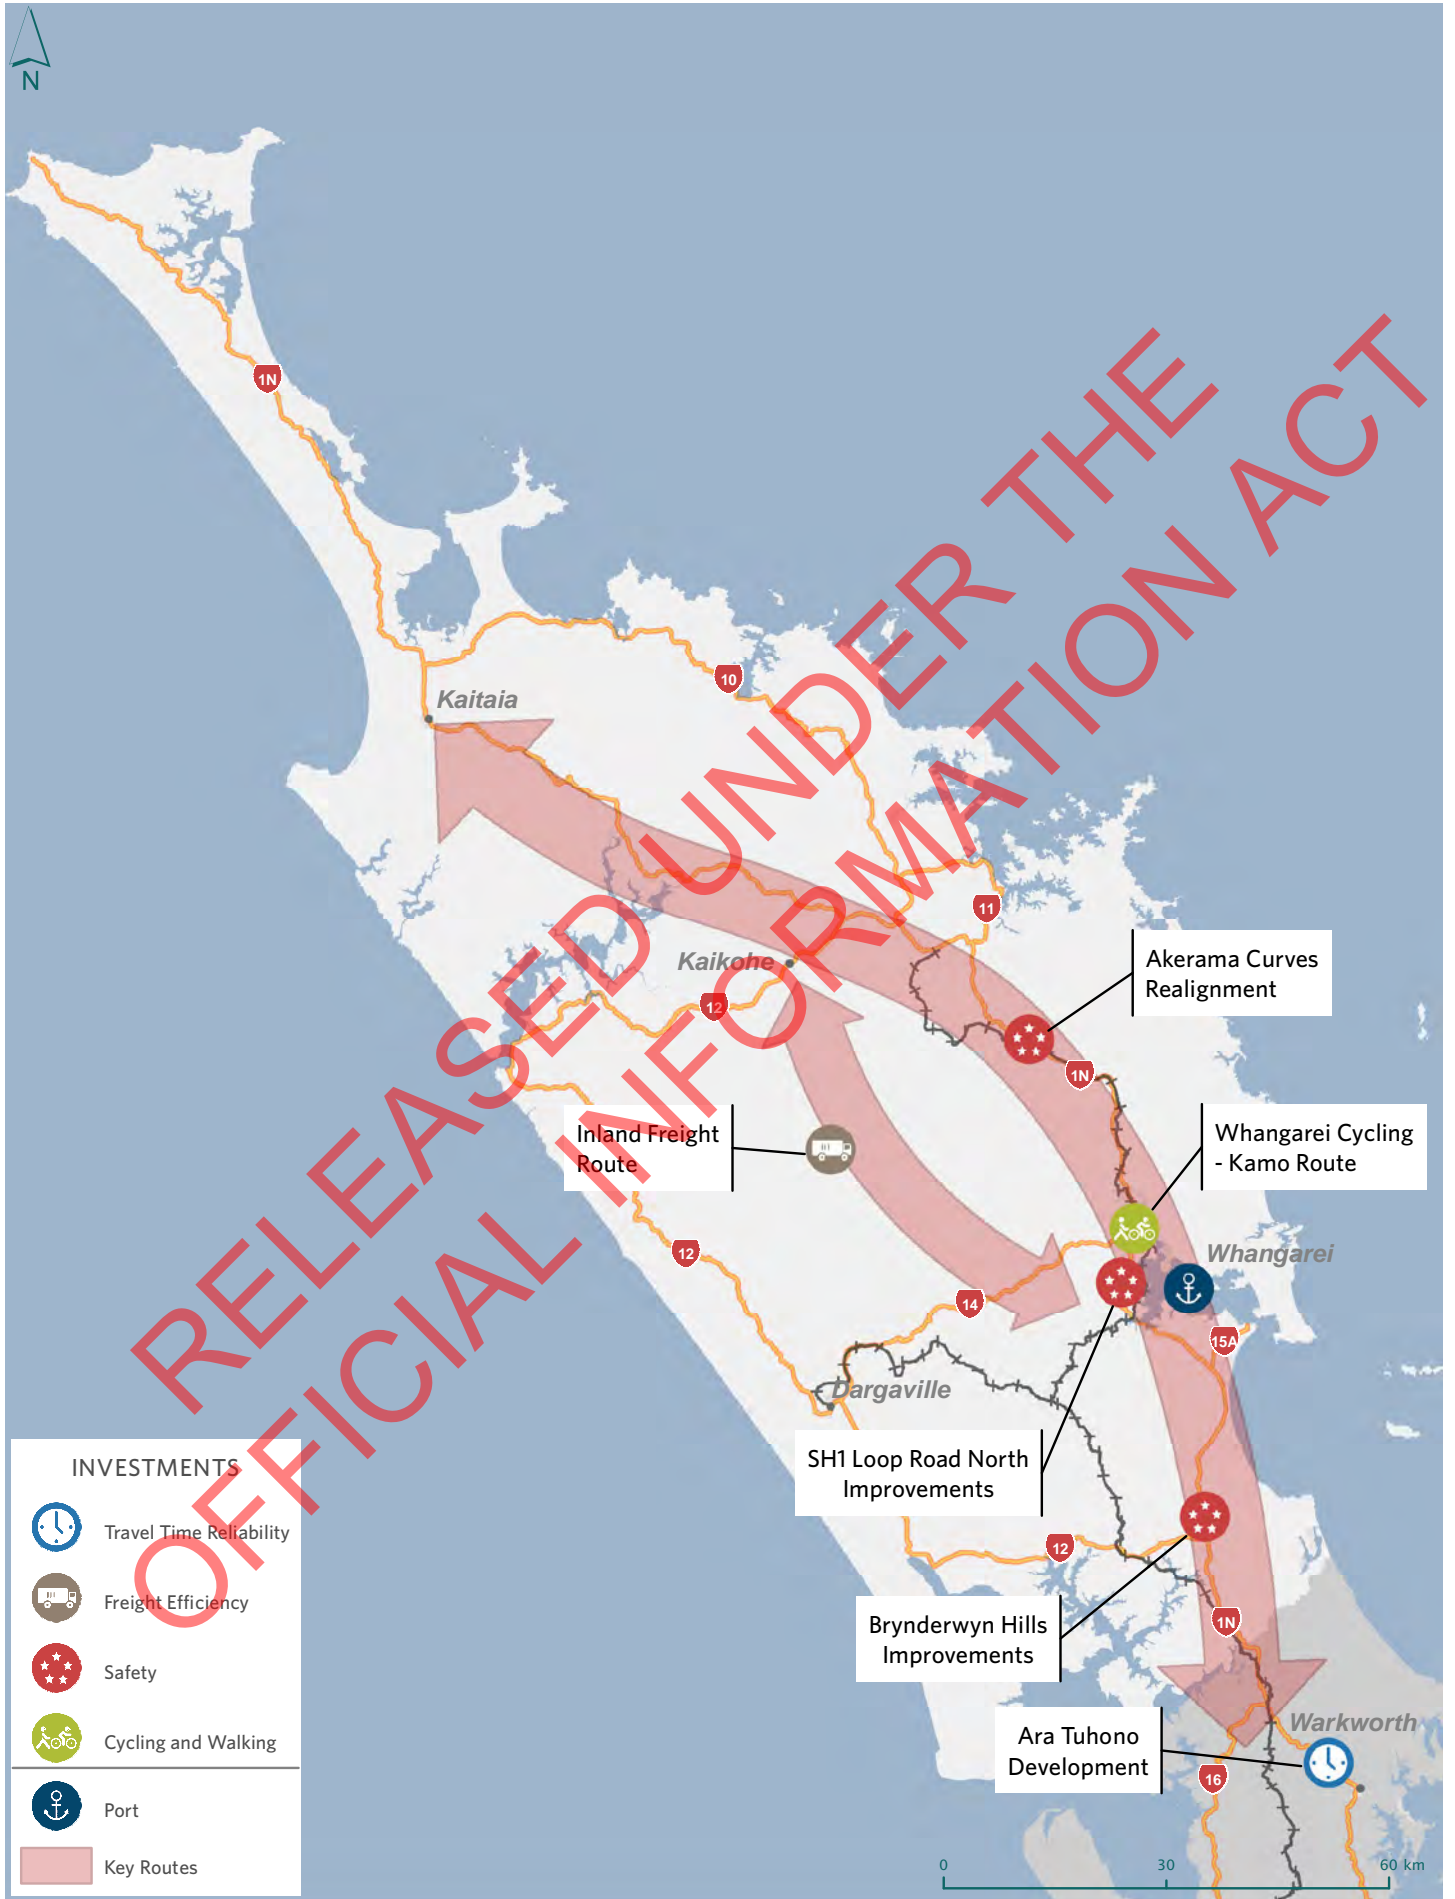 N
1N
Kaitaia
10
11
Kaikohe
12
Akerama Curves
Realignment
1N
Inland Freight
Route
Whangarei Cycling
- Kamo Route
Whangarei
12
14
15A
Dargaville
SH1 Loop Road North
Improvements
12
Brynderwyn Hills
Improvements
1N
Ara Tuhono
Development
Warkworth
16
0 30 60 km
INVESTMENTS
Travel Time Reliability
Freight Efficiency
Safety
Cycling and Walking
Port
Key Routes
RELEASED UNDER THE
OFFICIAL INFORMATION ACT